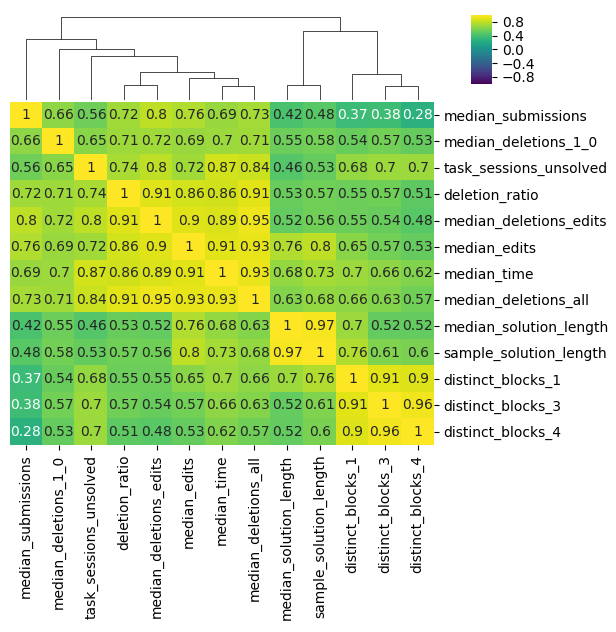 0.8
0.4
0.0
−0.4
−0.8
1 0.66 0.56 0.72 0.8 0.76 0.69 0.73 0.42 0.48 0.37 0.38 0.28 median_submissions
0.66 1 0.65 0.71 0.72 0.69 0.7 0.71 0.55 0.58 0.54 0.57 0.53 median_deletions_1_0
0.56 0.65 1 0.74 0.8 0.72 0.87 0.84 0.46 0.53 0.68 0.7 0.7 task_sessions_unsolved
0.72 0.71 0.74 1 0.91 0.86 0.86 0.91 0.53 0.57 0.55 0.57 0.51 deletion_ratio
0.8 0.72 0.8 0.91 1 0.9 0.89 0.95 0.52 0.56 0.55 0.54 0.48 median_deletions_edits
0.76 0.69 0.72 0.86 0.9 1 0.91 0.93 0.76 0.8 0.65 0.57 0.53 median_edits
0.69 0.7 0.87 0.86 0.89 0.91 1 0.93 0.68 0.73 0.7 0.66 0.62 median_time
0.73 0.71 0.84 0.91 0.95 0.93 0.93 1 0.63 0.68 0.66 0.63 0.57 median_deletions_all
0.42 0.55 0.46 0.53 0.52 0.76 0.68 0.63 1 0.97 0.7 0.52 0.52 median_solution_length
0.48 0.58 0.53 0.57 0.56 0.8 0.73 0.68 0.97 1 0.76 0.61 0.6 sample_solution_length
0.37 0.54 0.68 0.55 0.55 0.65 0.7 0.66 0.7 0.76 1 0.91 0.9 distinct_blocks_1
0.38 0.57 0.7 0.57 0.54 0.57 0.66 0.63 0.52 0.61 0.91 1 0.96 distinct_blocks_3
0.28 0.53 0.7 0.51 0.48 0.53 0.62 0.57 0.52 0.6 0.9 0.96 1 distinct_blocks_4
median_submissions
median_deletions_1_0
task_sessions_unsolved
deletion_ratio
median_deletions_edits
median_edits
median_time
median_deletions_all
median_solution_length
sample_solution_length
distinct_blocks_1
distinct_blocks_3
distinct_blocks_4